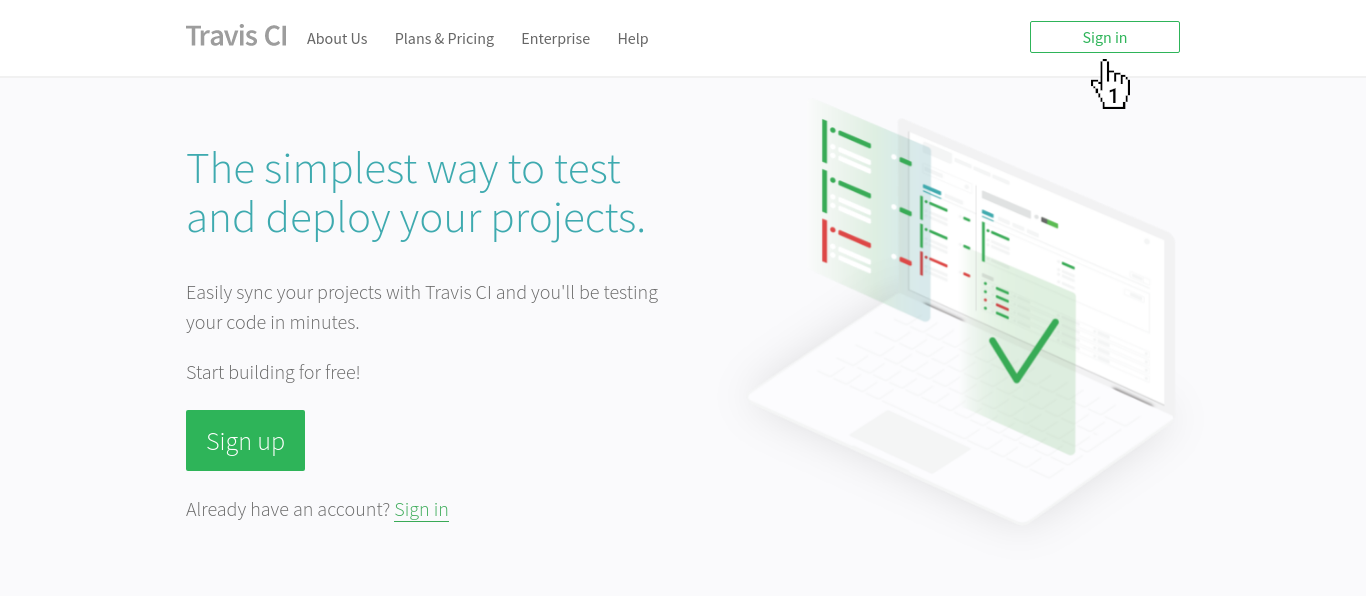 Travis CI
About Us
Plans & Pricing
Enterprise
Help
Sign in
1
The simplest way to test
and deploy your projects.
Easily sync your projects with Travis CI and you'll be testing
your code in minutes.
Start building for free!
Sign up
Already have an account? Sign in